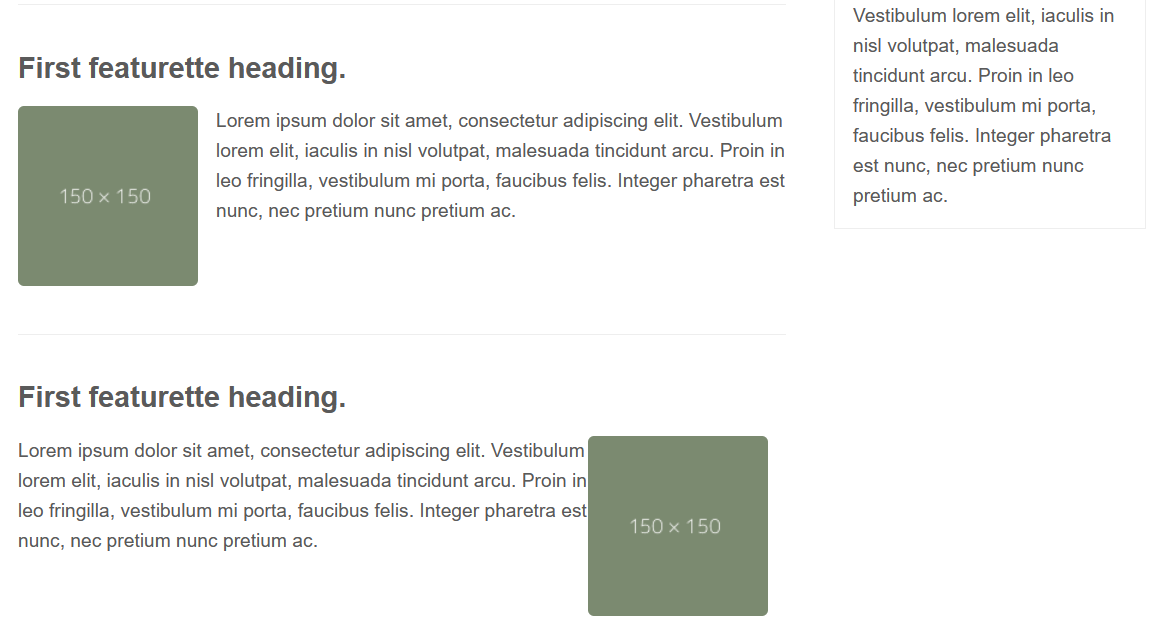 First featurette heading.
150 × 150
Lorem ipsum dolor sit amet, consectetur adipiscing elit. Vestibulum
lorem elit, iaculis in nisl volutpat, malesuada tincidunt arcu. Proin in
leo fringilla, vestibulum mi porta, faucibus felis. Integer pharetra est
nunc, nec pretium nunc pretium ac.
First featurette heading.
Lorem ipsum dolor sit amet, consectetur adipiscing elit. Vestibulum
lorem elit, iaculis in nisl volutpat, malesuada tincidunt arcu. Proin in
leo fringilla, vestibulum mi porta, faucibus felis. Integer pharetra est
nunc, nec pretium nunc pretium ac.
150 × 150
Vestibulum lorem elit, iaculis in
nisl volutpat, malesuada
tincidunt arcu. Proin in leo
fringilla, vestibulum mi porta,
faucibus felis. Integer pharetra
est nunc, nec pretium nunc
pretium ac.